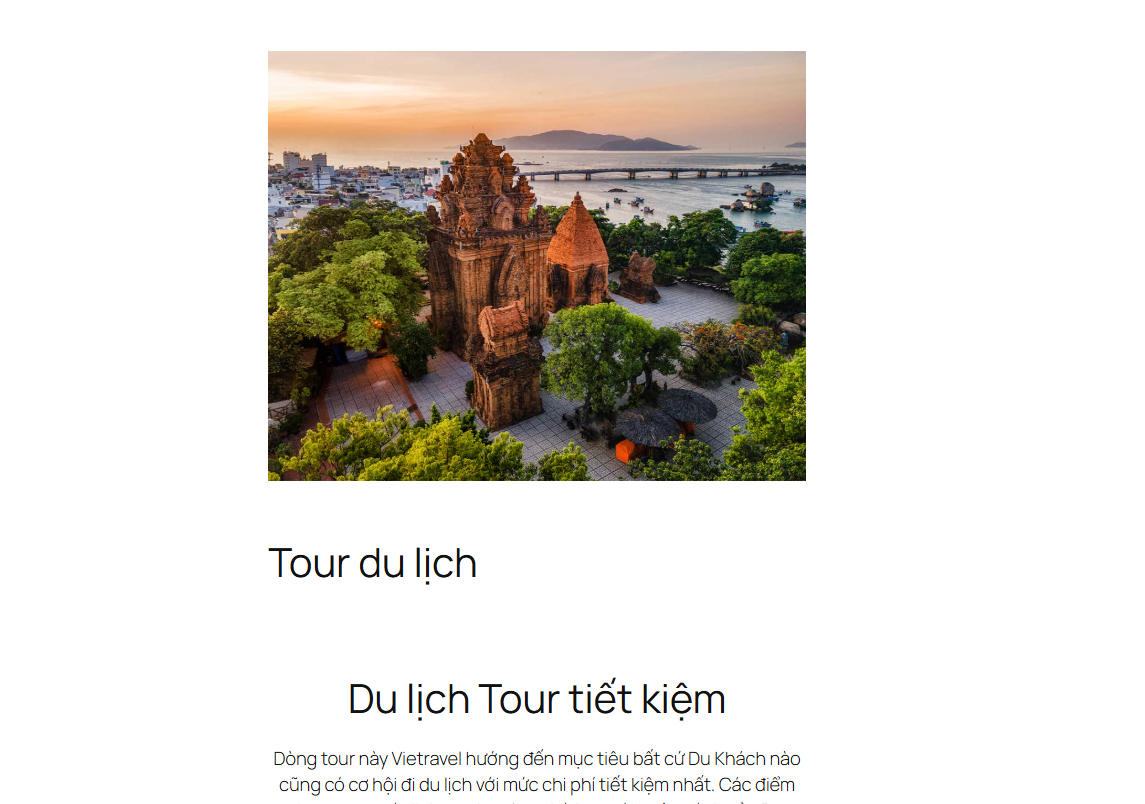 Tour du lịch
Du lịch Tour tiết kiệm
Dòng tour này Vietravel hướng đến mục tiêu bất cứ Du Khách nào
cũng có cơ hội đi du lịch với mức chi phí tiết kiệm nhất. Các điểm